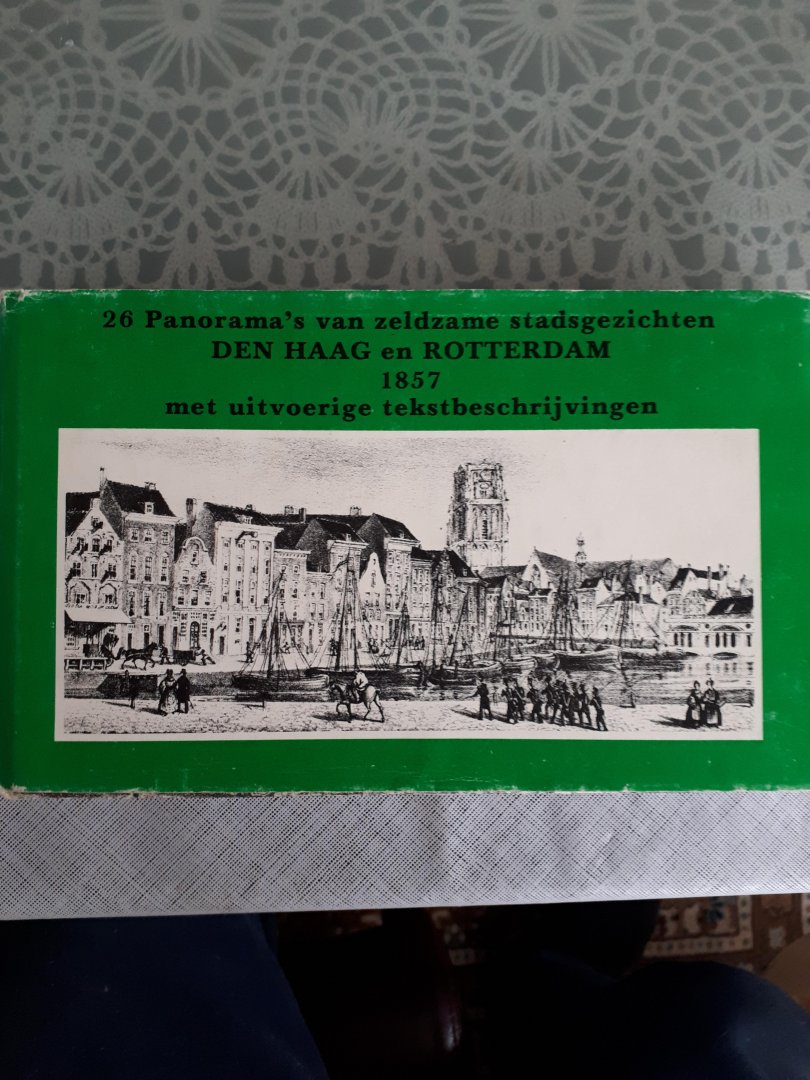 26 Panorama's van zeldzame stadsgezichten
DEN HAAG en ROTTERDAM
1857
met uitvoerige tekstbeschrijvingen